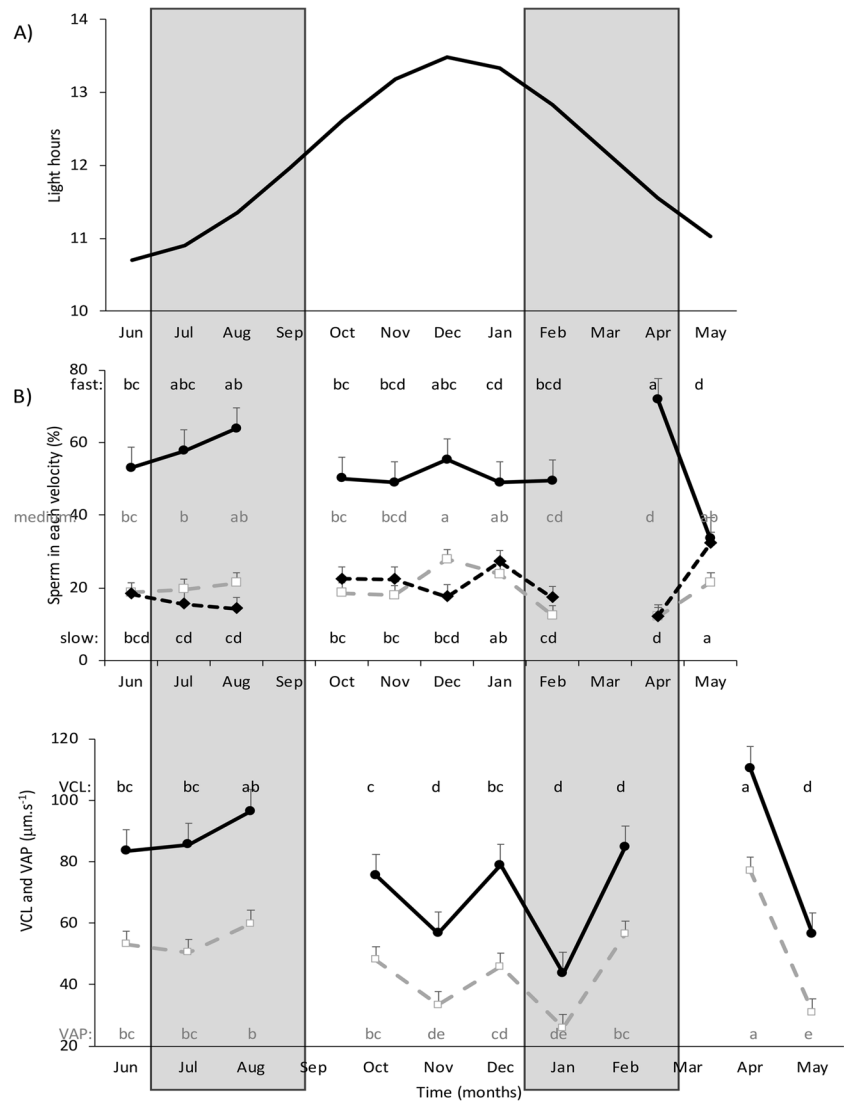 A)
14
13
12
11
10
Light hours
Jun Jul Aug Sep Oct Nov Dec Jan Feb Mar Apr May
B)
80
60
40
20
0
Sperm in each velocity (%)
fast: bc abc ab bc bcd abc cd bcd a d
medium: bc b ab bc bcd a ab cd d ab
slow: bcd cd cd bc bc bcd ab cd d a
Jun Jul Aug Sep Oct Nov Dec Jan Feb Mar Apr May
120
100
80
60
40
20
VCL and VAP (µm.s-1)
VCL: bc bc ab c d bc d d a d
VAP: bc bc b bc de cd de bc a e
Jun Jul Aug Sep Oct Nov Dec Jan Feb Mar Apr May
Time (months)